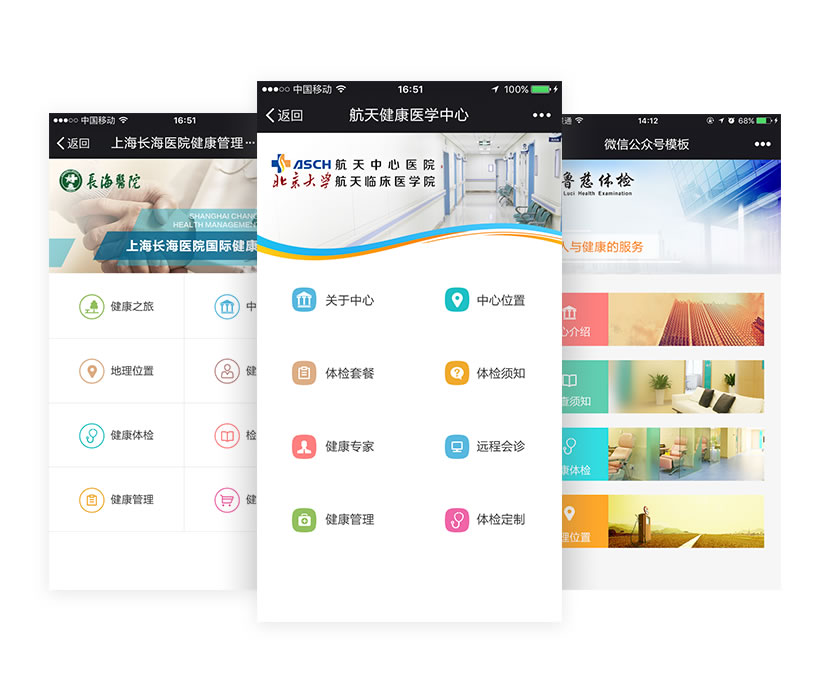 中国移动
16:51
返回
上海长海医院健康管理
長海醫院
SHANGHAI CHANG
HEALTH MANAGEME
上海长海医院国际健康
健康之旅
中
地理位置
健
健康体检
检
健康管理
健
中国移动
16:51
100%
返回
航天健康医学中心
ASCH 航天中心医院
北京大学 航天临床医学院
关于中心
中心位置
体检套餐
体检须知
健康专家
远程会诊
健康管理
体检定制
通
14:12
68%
微信公众号模板
鲁慈体检
Luci Health Examination
人与健康的服务
心介绍
查须知
康体检
理位置